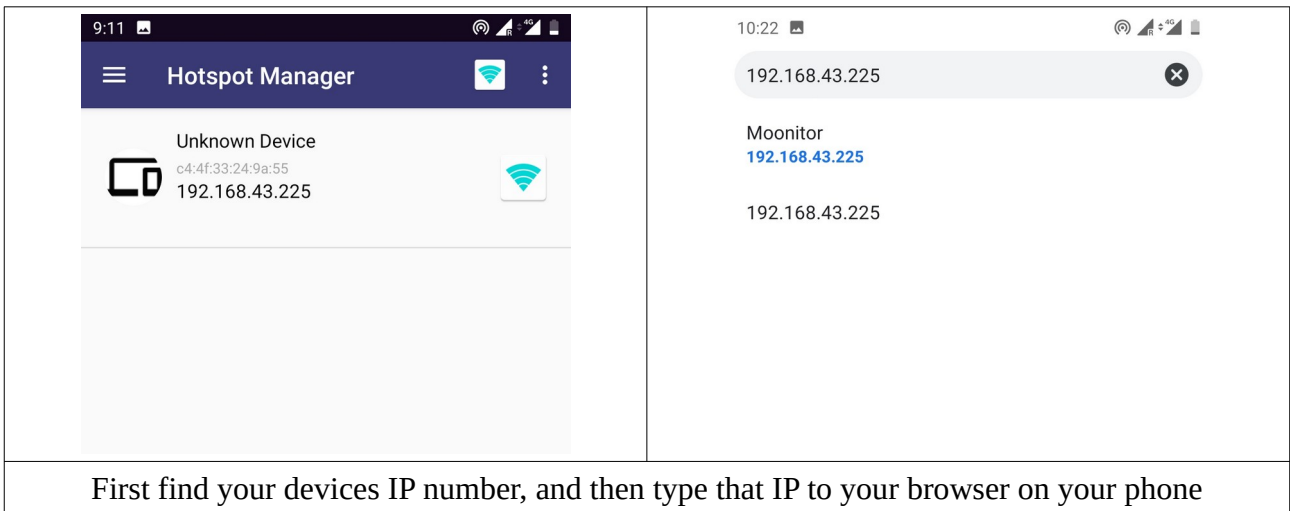 9:11
4G
R
Hotspot Manager
Unknown Device
c4:4f:33:24:9a:55
192.168.43.225
10:22
4G
R
192.168.43.225
Moonitor
192.168.43.225
192.168.43.225
First find your devices IP number, and then type that IP to your browser on your phone